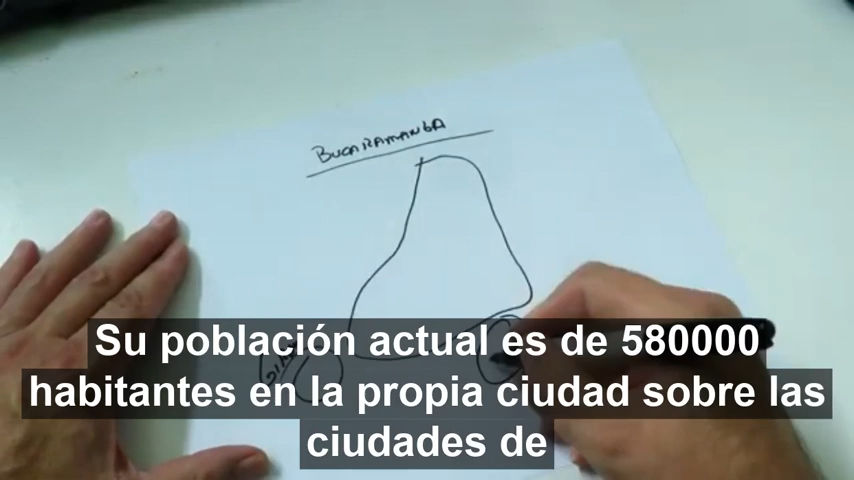 BUCARAMANGA
Su población actual es de 580000
habitantes en la propia ciudad sobre las
ciudades de